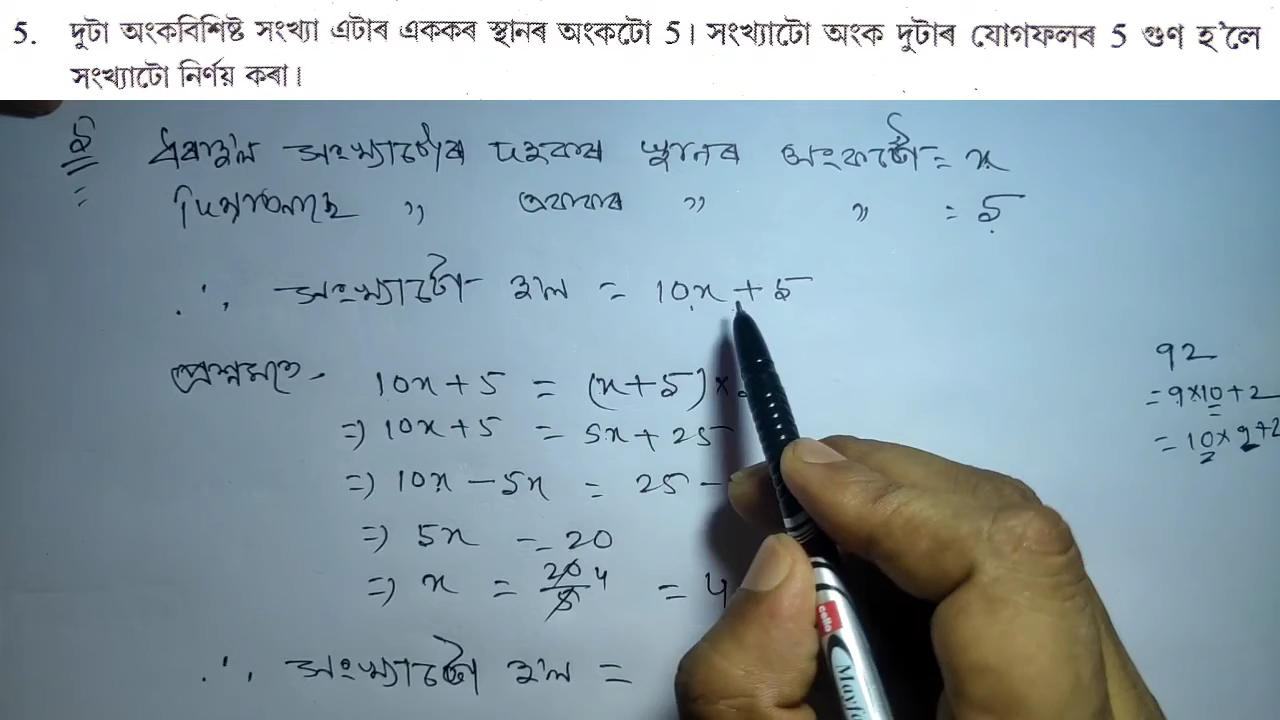 5. দুটা অংকবিশিষ্ট সংখ্যা এটাৰ এককৰ স্থানৰ অংকটো 5। সংখ্যাটো অংক দুটাৰ যোগফলৰ 5 গুণ হ'লে
সংখ্যাটো নিৰ্ণয় কৰা।
ধৰাহ'ল সংখ্যাটোৰ দহকৰ স্থানৰ অংকটো = x
দিয়াআছে " এককৰ " " = 5
∴ সংখ্যাটো হ'ল = 10x + 5
প্ৰশ্নমতে, 10x + 5 = (x + 5) ×
⇒ 10x + 5 = 5x + 25
⇒ 10x - 5x = 25 -
⇒ 5x = 20
⇒ x = 20/5 4 = 4
∴ সংখ্যাটো হ'ল =
92
= 9×10 + 2
= 10×9+2
cello